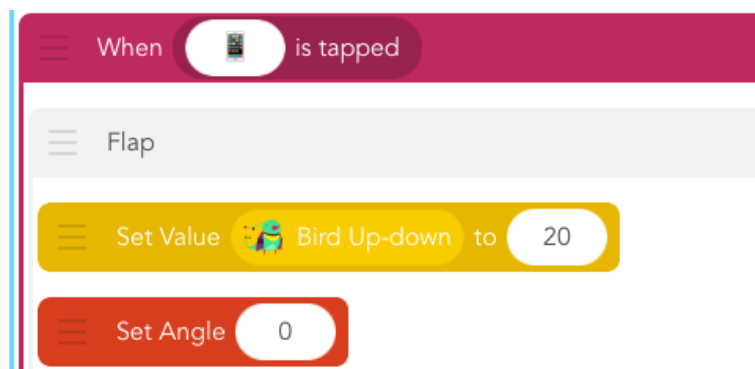 When is tapped
Flap
Set Value Bird Up-down to 20
Set Angle 0